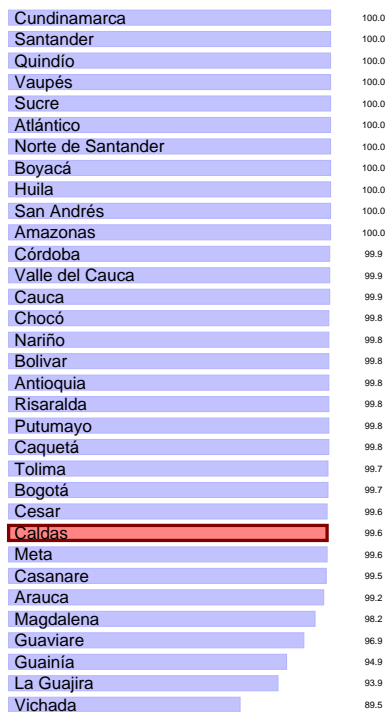 Cundinamarca 100.0
Santander 100.0
Quindío 100.0
Vaupés 100.0
Sucre 100.0
Atlántico 100.0
Norte de Santander 100.0
Boyacá 100.0
Huila 100.0
San Andrés 100.0
Amazonas 100.0
Córdoba 99.9
Valle del Cauca 99.9
Cauca 99.9
Chocó 99.8
Nariño 99.8
Bolivar 99.8
Antioquia 99.8
Risaralda 99.8
Putumayo 99.8
Caquetá 99.8
Tolima 99.7
Bogotá 99.7
Cesar 99.6
Caldas 99.6
Meta 99.6
Casanare 99.5
Arauca 99.2
Magdalena 98.2
Guaviare 96.9
Guainía 94.9
La Guajira 93.9
Vichada 89.5